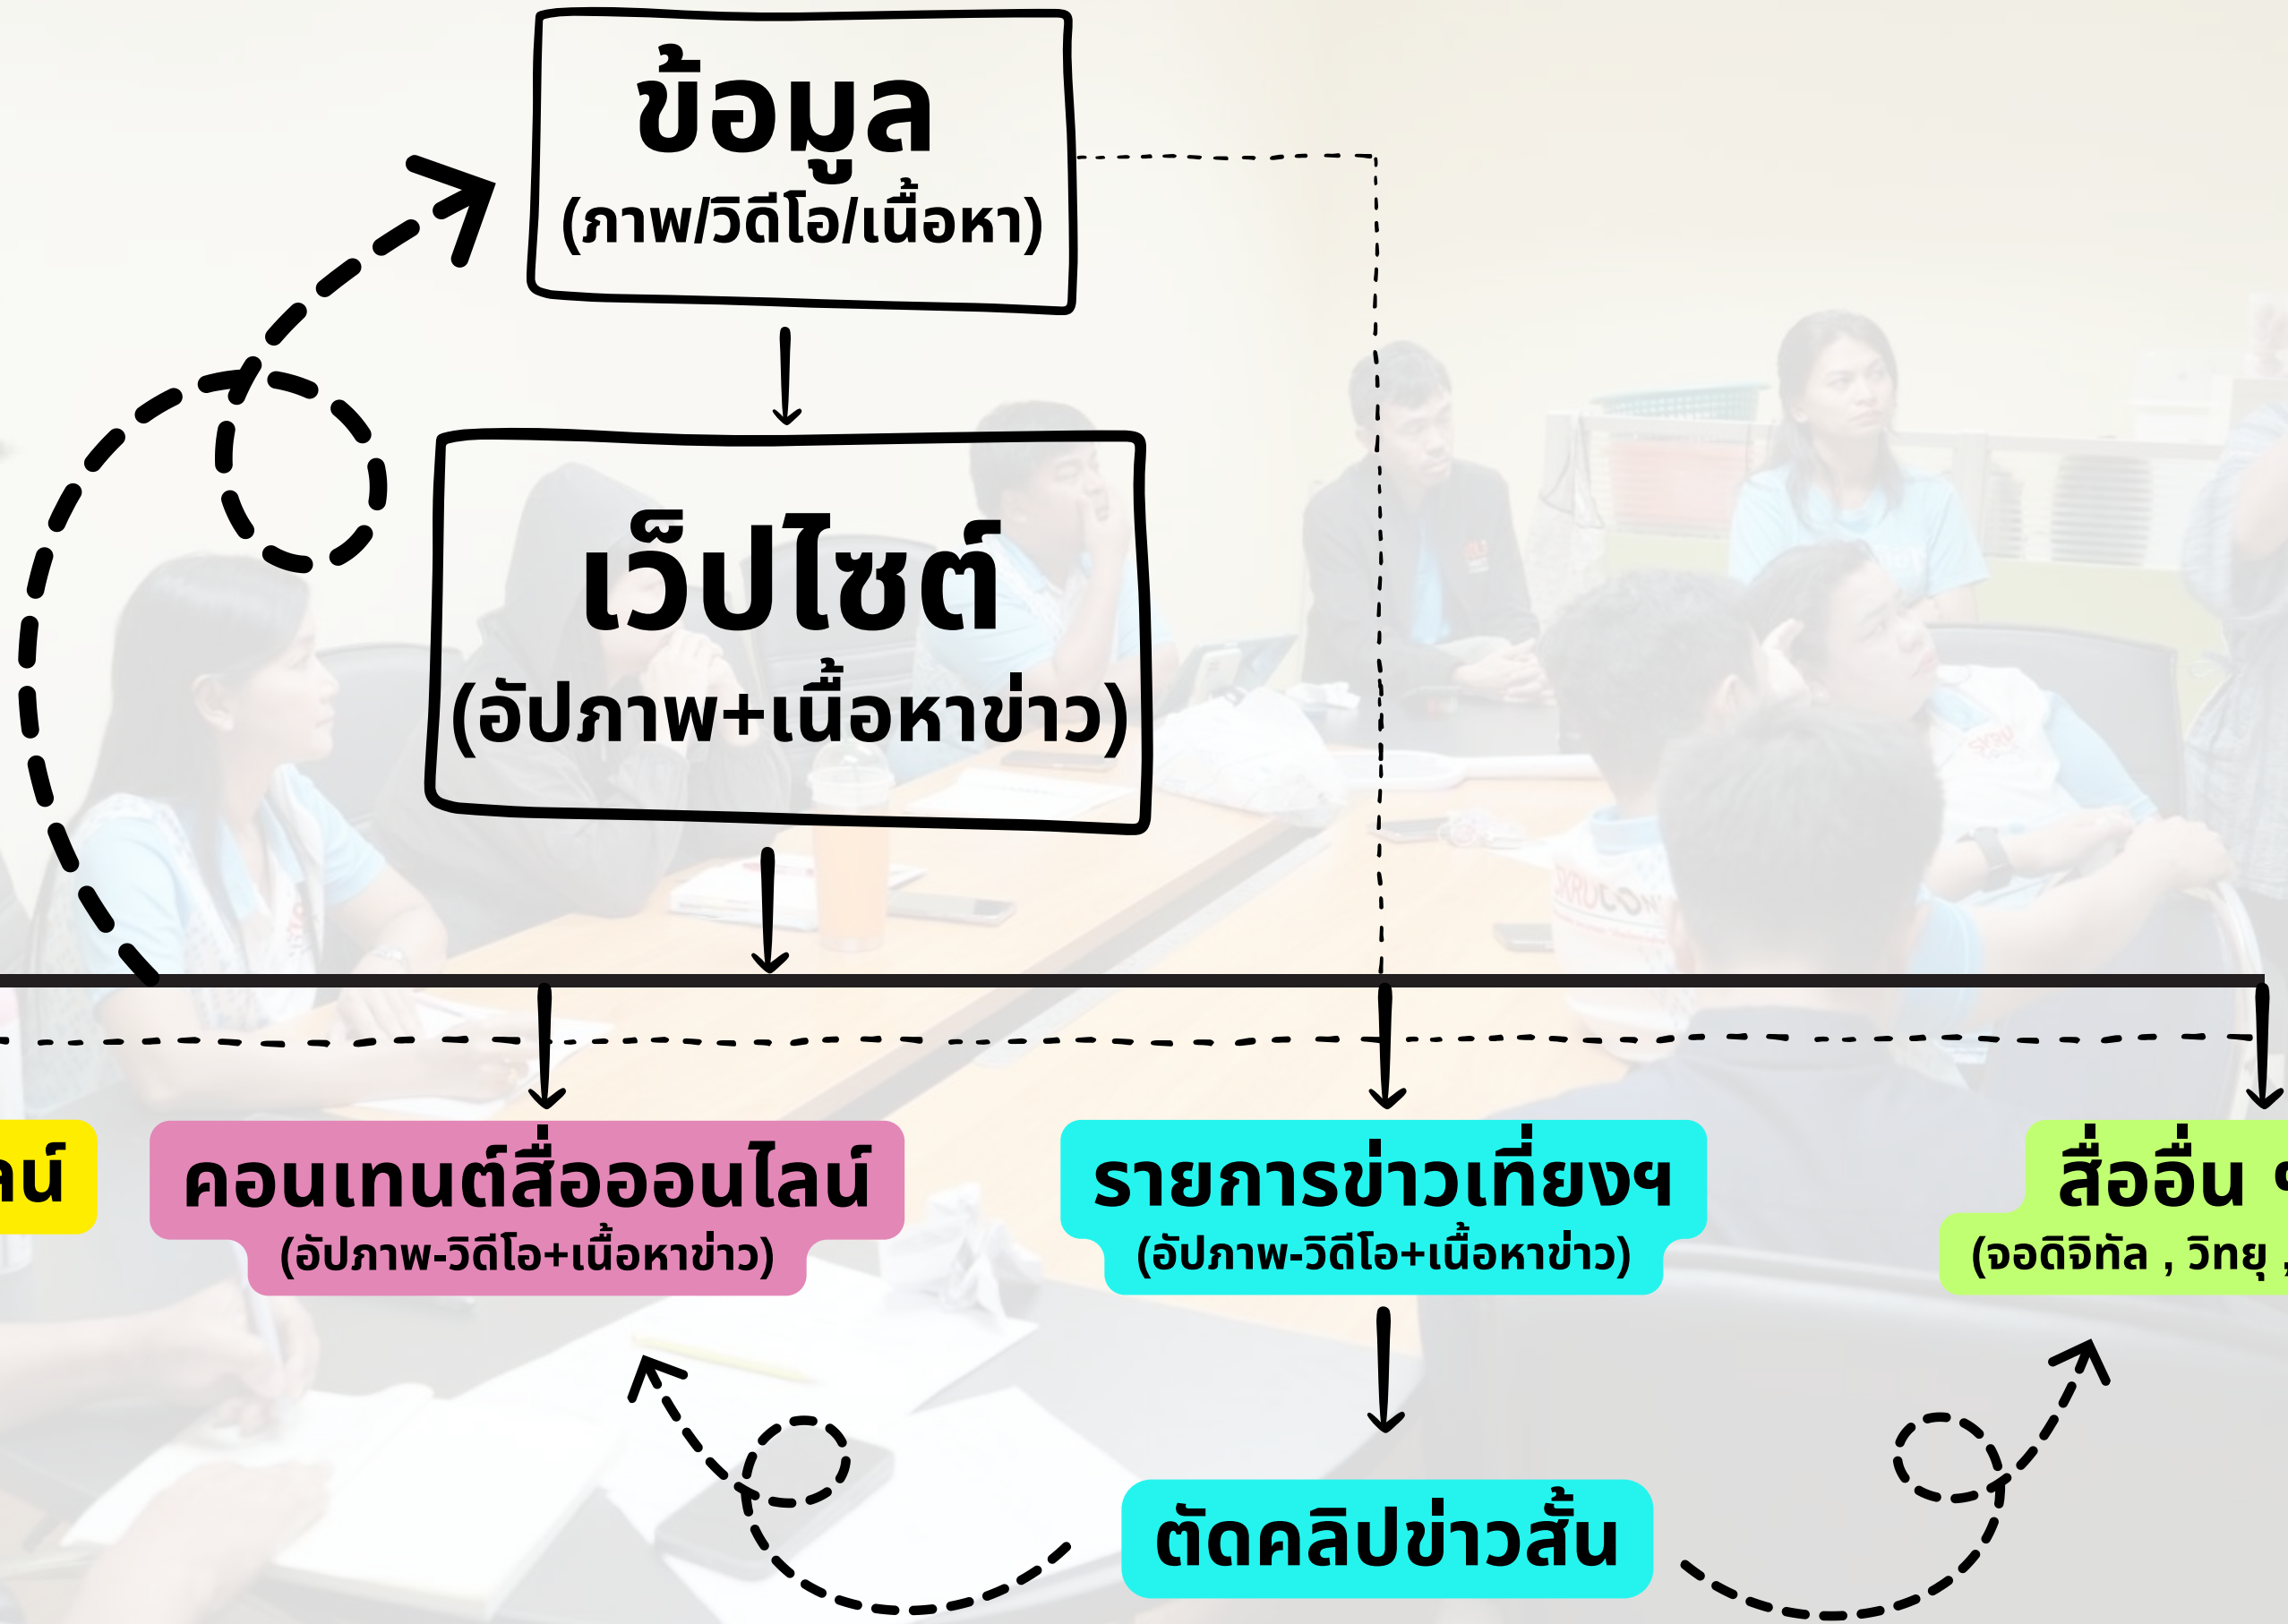 ข้อมูล
(ภาพ/วิดีโอ/เนื้อหา)
เว็ปไซต์
(อัปภาพ+เนื้อหาข่าว)
คอนเทนต์สื่อออนไลน์
(อัปภาพ-วิดีโอ+เนื้อหาข่าว)
รายการข่าวเที่ยงฯ
(อัปภาพ-วิดีโอ+เนื้อหาข่าว)
สื่ออื่น
(จอดิจิทัล , วิทยุ ,
ตัดคลิปข่าวสั้น